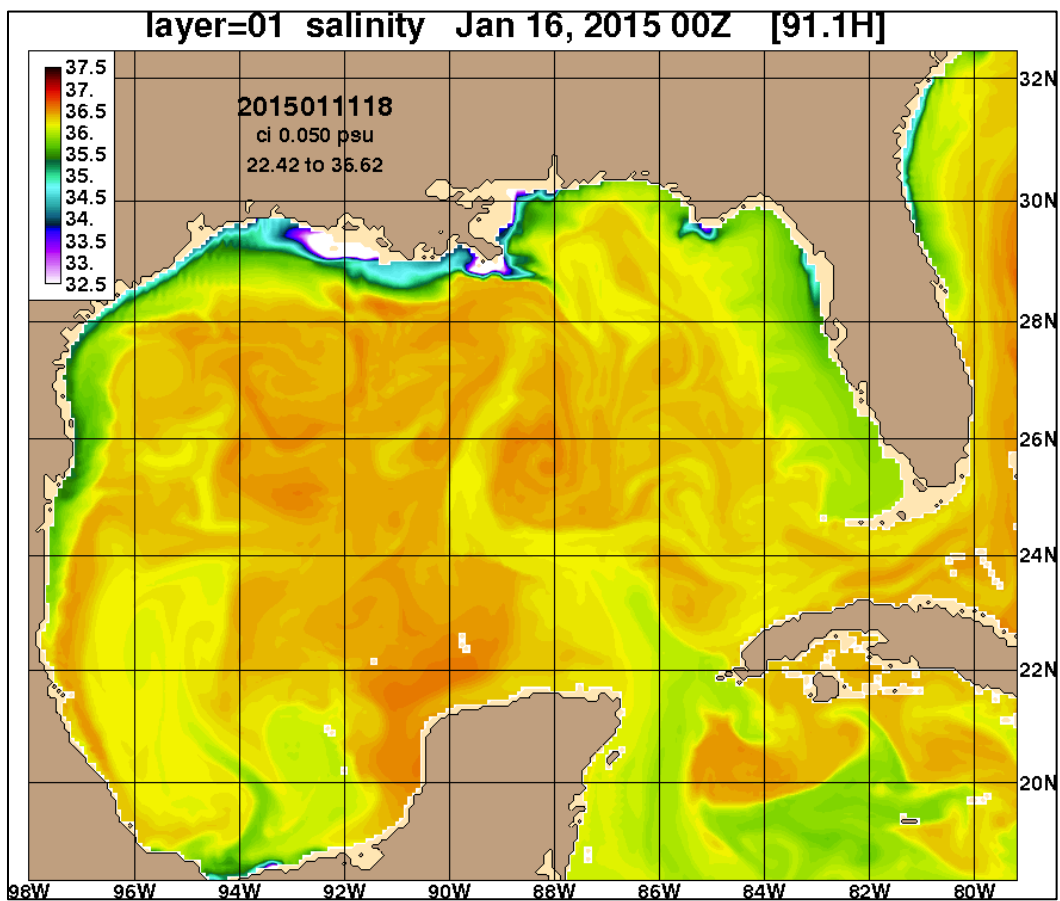 layer=01 salinity Jan 16, 2015 00Z [91.1H]
37.5
37.
36.5
36.
35.5
35.
34.5
34.
33.5
33.
32.5
2015011118
ci 0.050 psu
22.42 to 36.62
32N
30N
28N
26N
24N
22N
20N
98W 96W 94W 92W 90W 88W 86W 84W 82W 80W